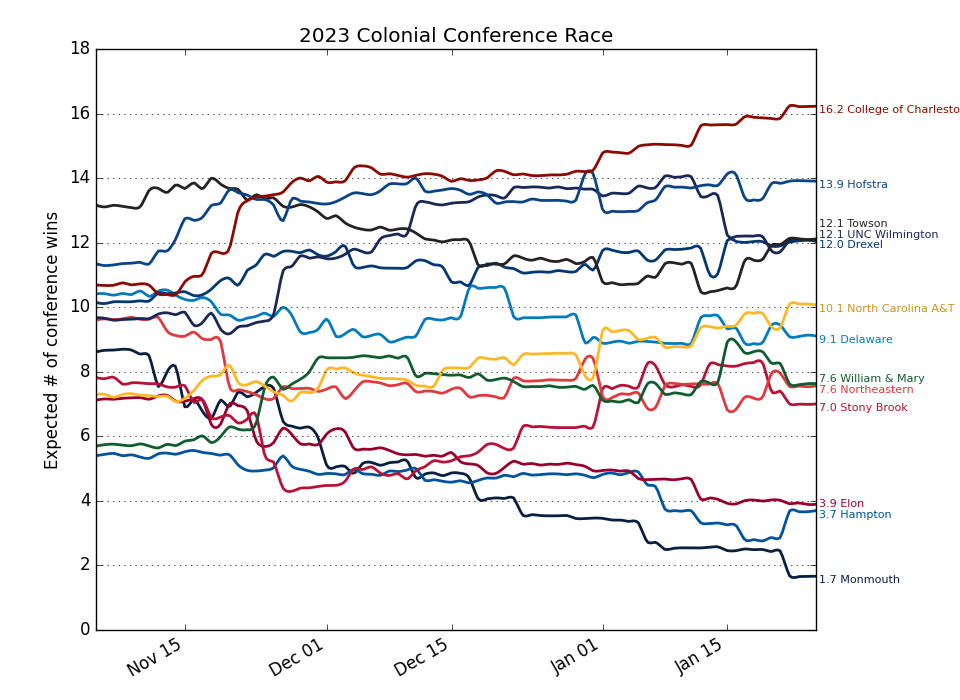 2023 Colonial Conference Race
Expected # of conference wins
18
16
14
12
10
8
6
4
2
0
Nov 15
Dec 01
Dec 15
Jan 01
Jan 15
16.2 College of Charlesto
13.9 Hofstra
12.1 Towson
12.1 UNC Wilmington
12.0 Drexel
10.1 North Carolina A&T
9.1 Delaware
7.6 William & Mary
7.6 Northeastern
7.0 Stony Brook
3.9 Elon
3.7 Hampton
1.7 Monmouth